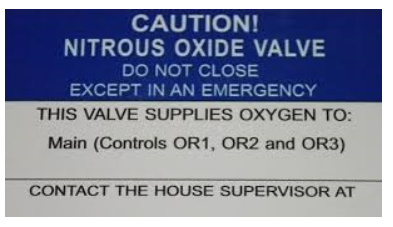 CAUTION!
NITROUS OXIDE VALVE
DO NOT CLOSE
EXCEPT IN AN EMERGENCY
THIS VALVE SUPPLIES OXYGEN TO:
Main (Controls OR1, OR2 and OR3)
CONTACT THE HOUSE SUPERVISOR AT